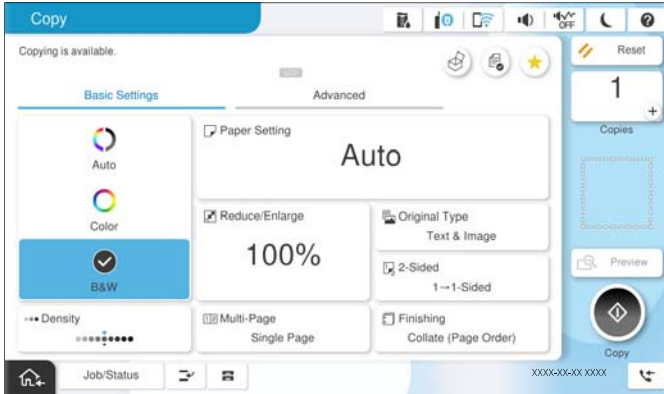 Copy
OFF
Copying is available.
Reset
Basic Settings
Advanced
1
Copies
Auto
Color
B&W
Density
Paper Setting
Auto
Reduce/Enlarge
100%
Original Type
Text & Image
2-Sided
1→1-Sided
Multi-Page
Single Page
Finishing
Collate (Page Order)
Preview
Copy
Job/Status
XXXX-XX-XX XXXX